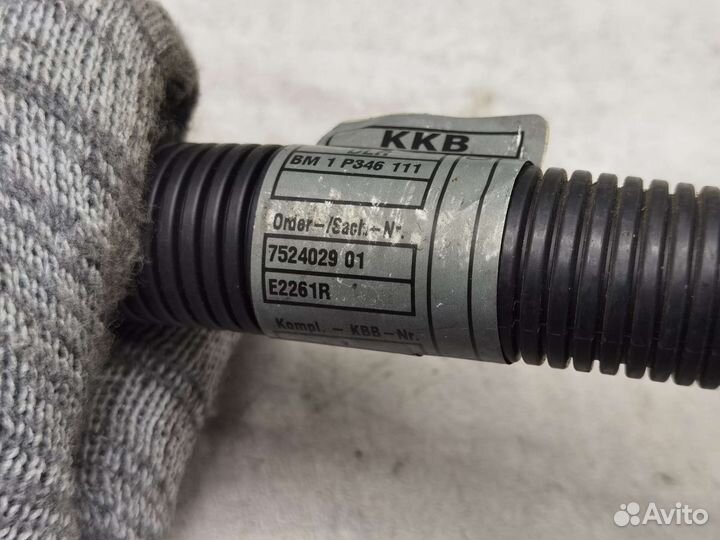 KKB
BM 1 P346 111
Order-/Sach.-Nr.
7524029 01
E2261R
Kompl. - KBB-Nr.
Avito